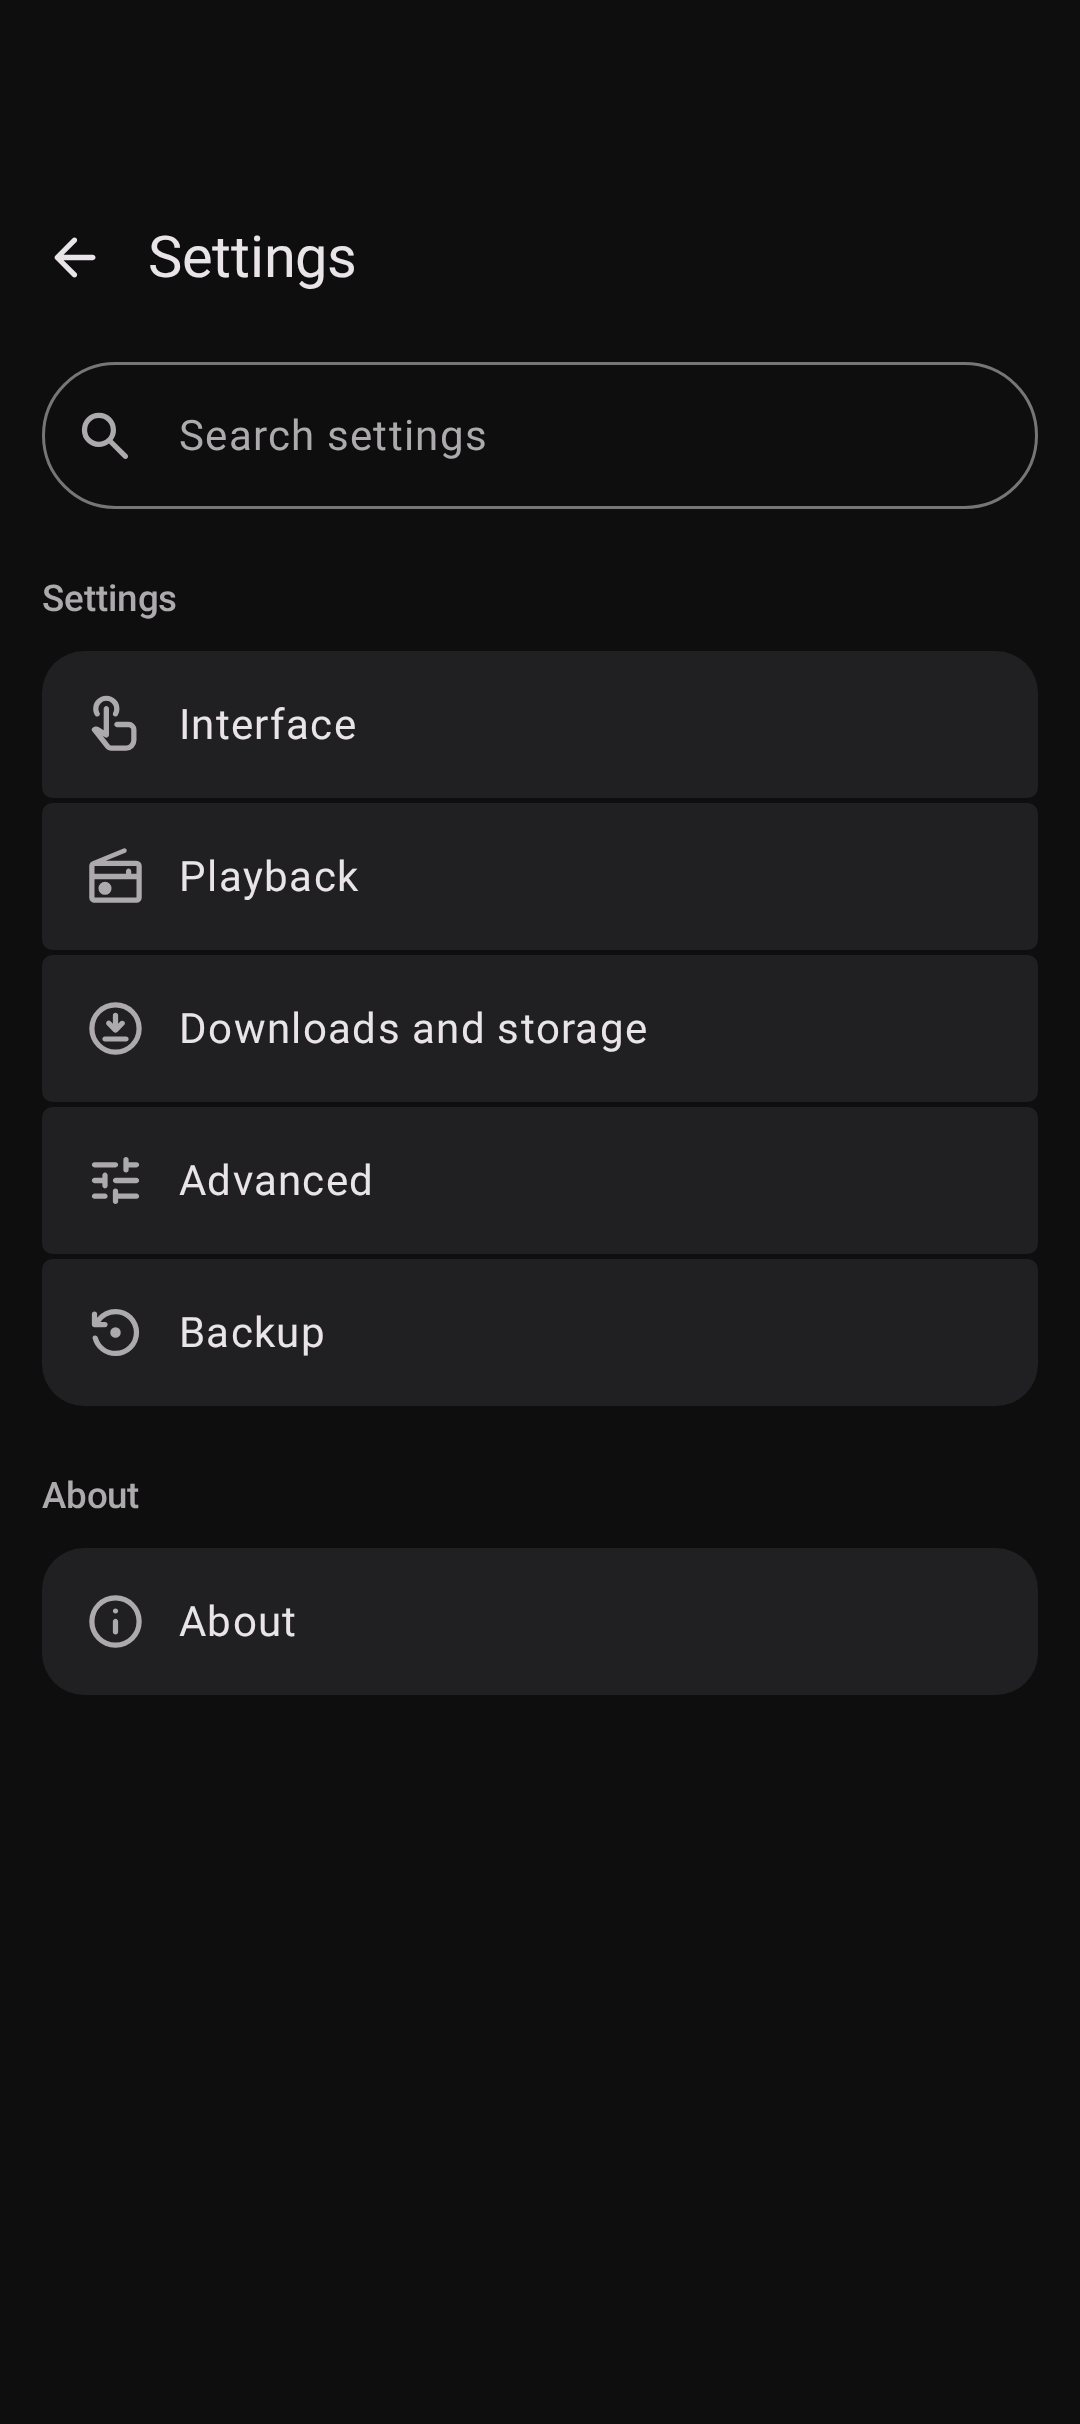 Settings
Search settings
Settings
Interface
Playback
Downloads and storage
Advanced
Backup
About
About